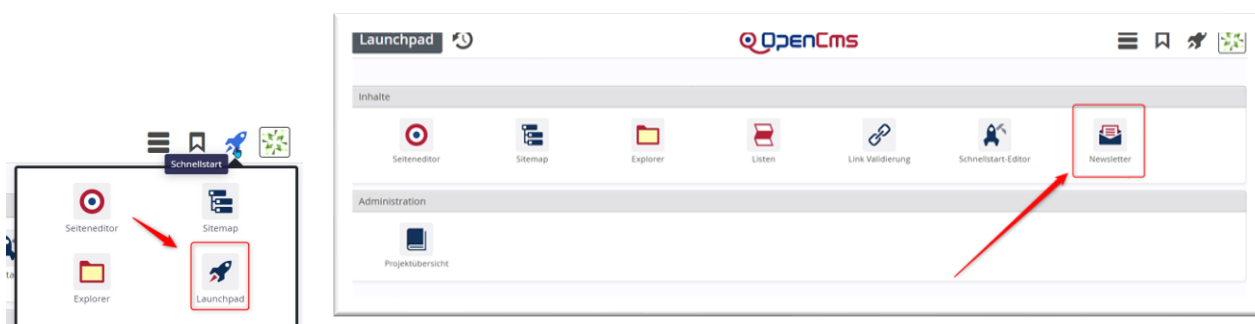 Schnellstart
Seiteneditor
Sitemap
Explorer
Launchpad
Launchpad
OpenCms
Inhalte
Seiteneditor
Sitemap
Explorer
Listen
Link Validierung
Schnellstart-Editor
Newsletter
Administration
Projektübersicht